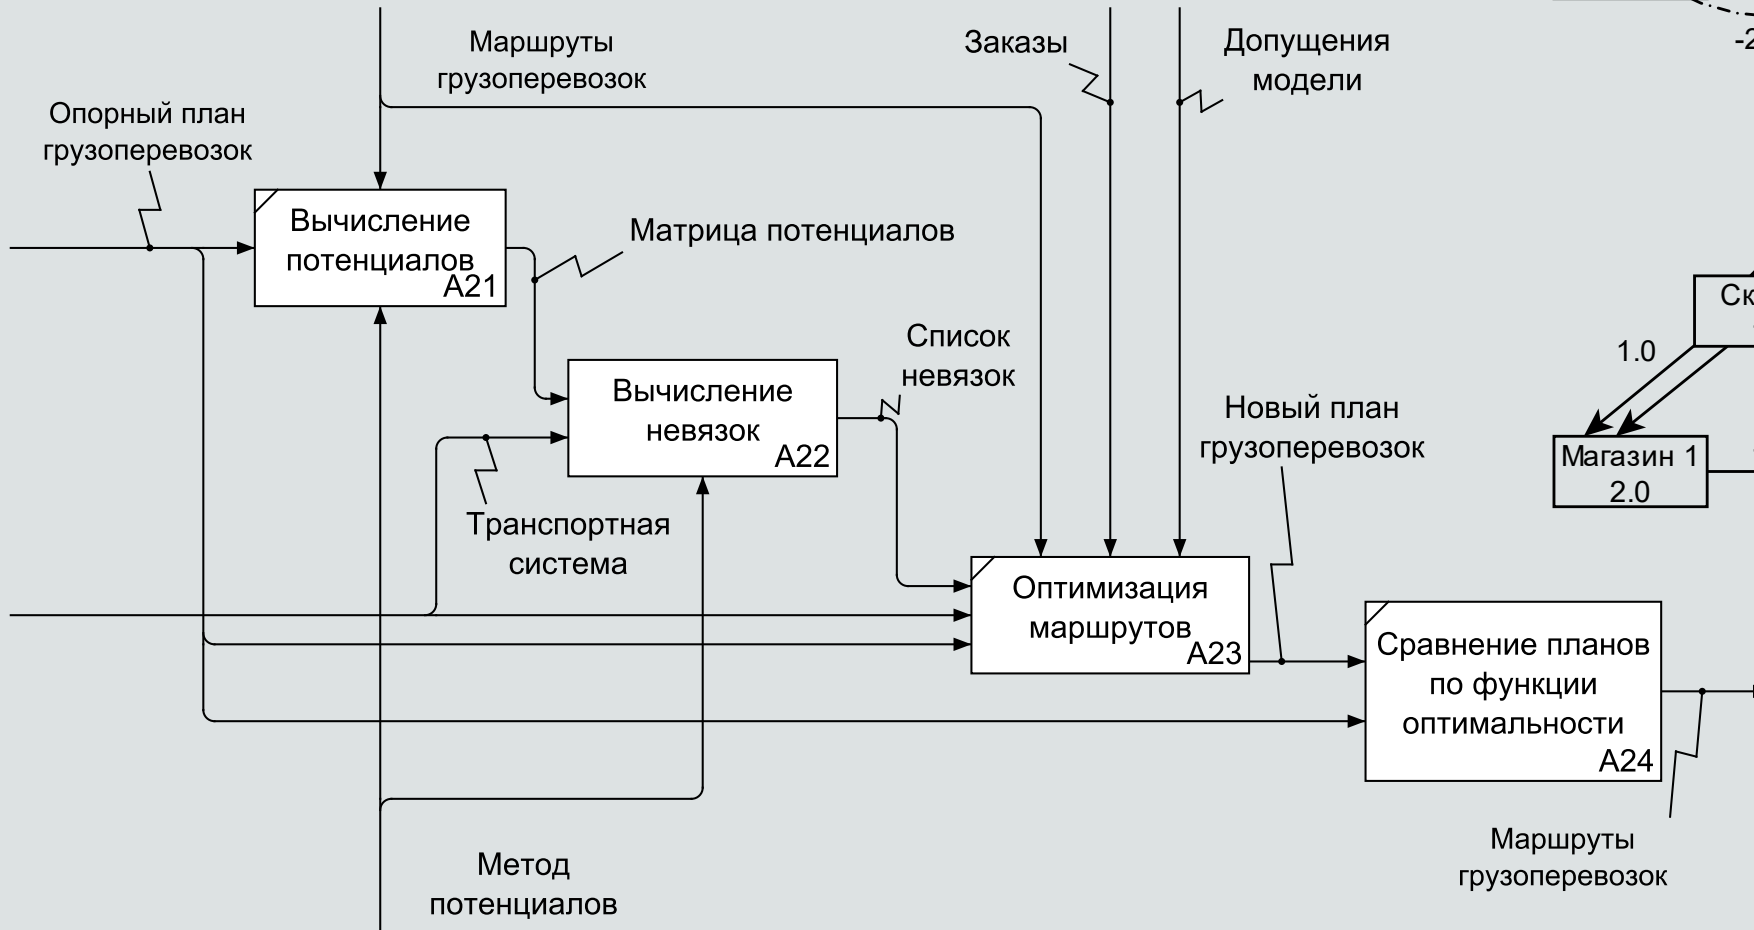 Маршруты
грузоперевозок
Заказы
Допущения
модели
-2
Опорный план
грузоперевозок
Вычисление
потенциалов
A21
Матрица потенциалов
Список
невязок
Вычисление
невязок
A22
Транспортная
система
Новый план
грузоперевозок
Ск
1.0
Магазин 1
2.0
Оптимизация
маршрутов
A23
Сравнение планов
по функции
оптимальности
A24
Метод
потенциалов
Маршруты
грузоперевозок